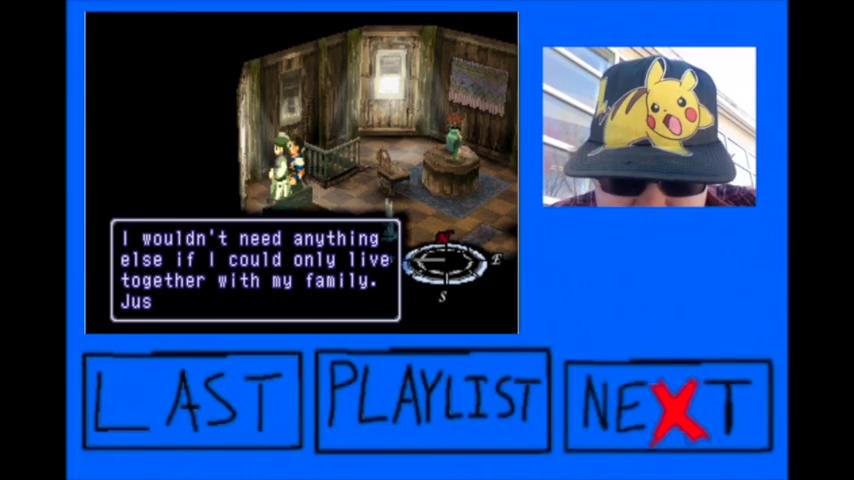 I wouldn't need anything
else if I could only live
together with my family.
Jus
E
S
LAST
PLAYLIST
NEXT